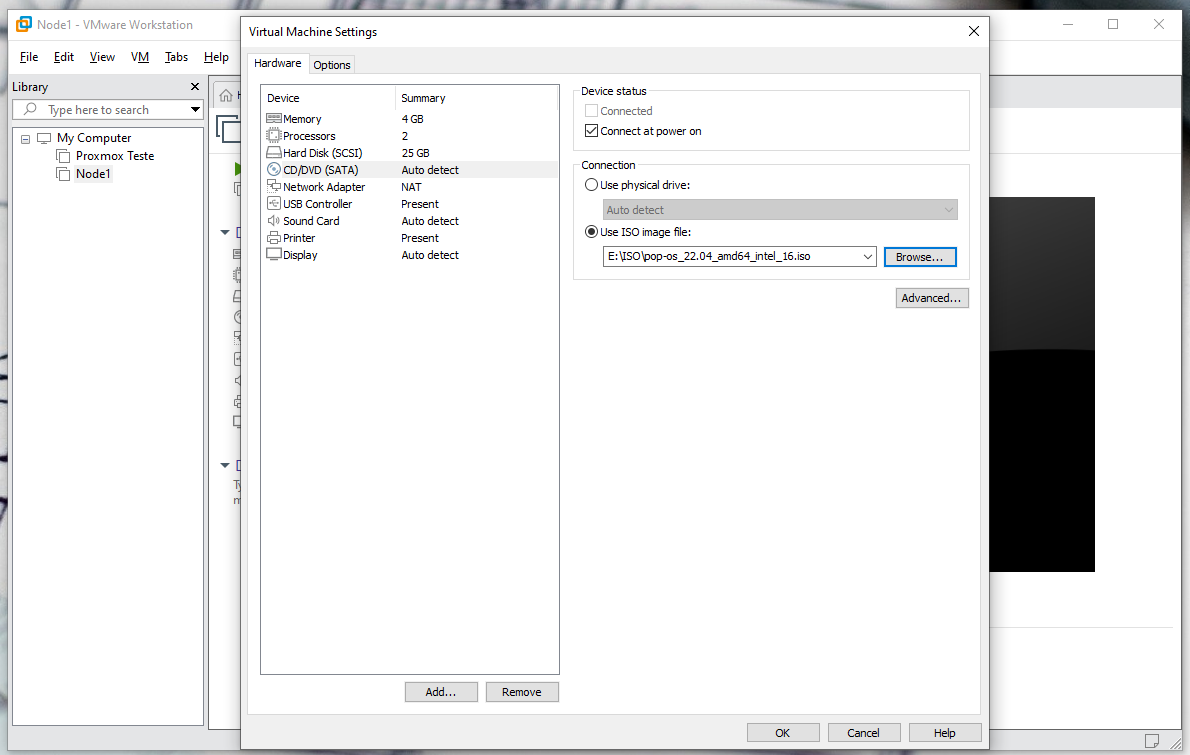 Node1 - VMware Workstation
File Edit View VM Tabs Help
Library
Type here to search
My Computer
Proxmox Teste
Node1
Virtual Machine Settings
Hardware Options
Device Summary
Memory 4 GB
Processors 2
Hard Disk (SCSI) 25 GB
CD/DVD (SATA) Auto detect
Network Adapter NAT
USB Controller Present
Sound Card Auto detect
Printer Present
Display Auto detect
Add... Remove
Device status
Connected
Connect at power on
Connection
Use physical drive:
Auto detect
Use ISO image file:
E:\ISO\pop-os_22.04_amd64_intel_16.iso Browse...
Advanced...
OK Cancel Help